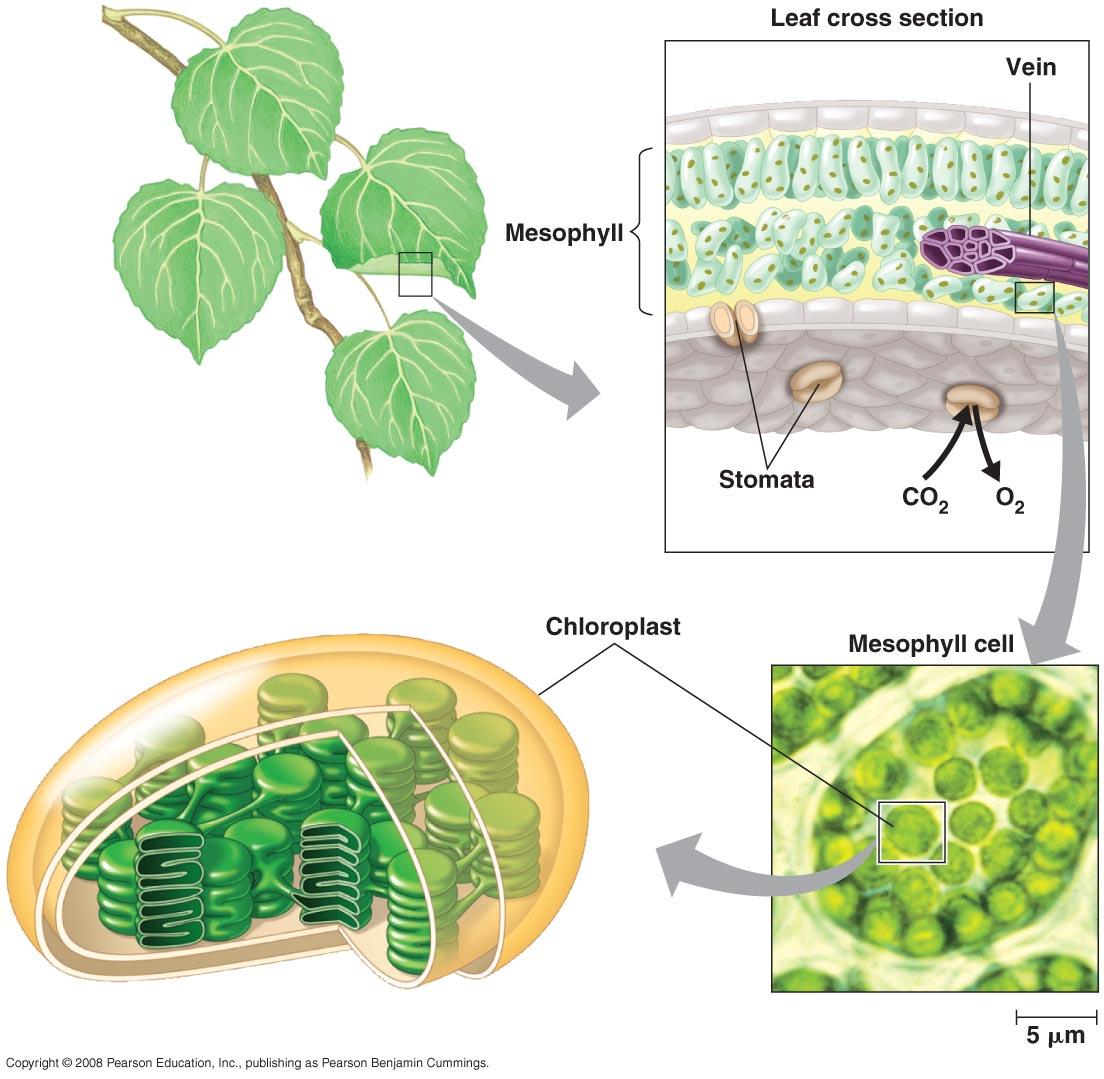 Leaf cross section
Vein
Mesophyll
Stomata
CO₂
O₂
Chloroplast
Mesophyll cell
5 µm
Copyright © 2008 Pearson Education, Inc., publishing as Pearson Benjamin Cummings.